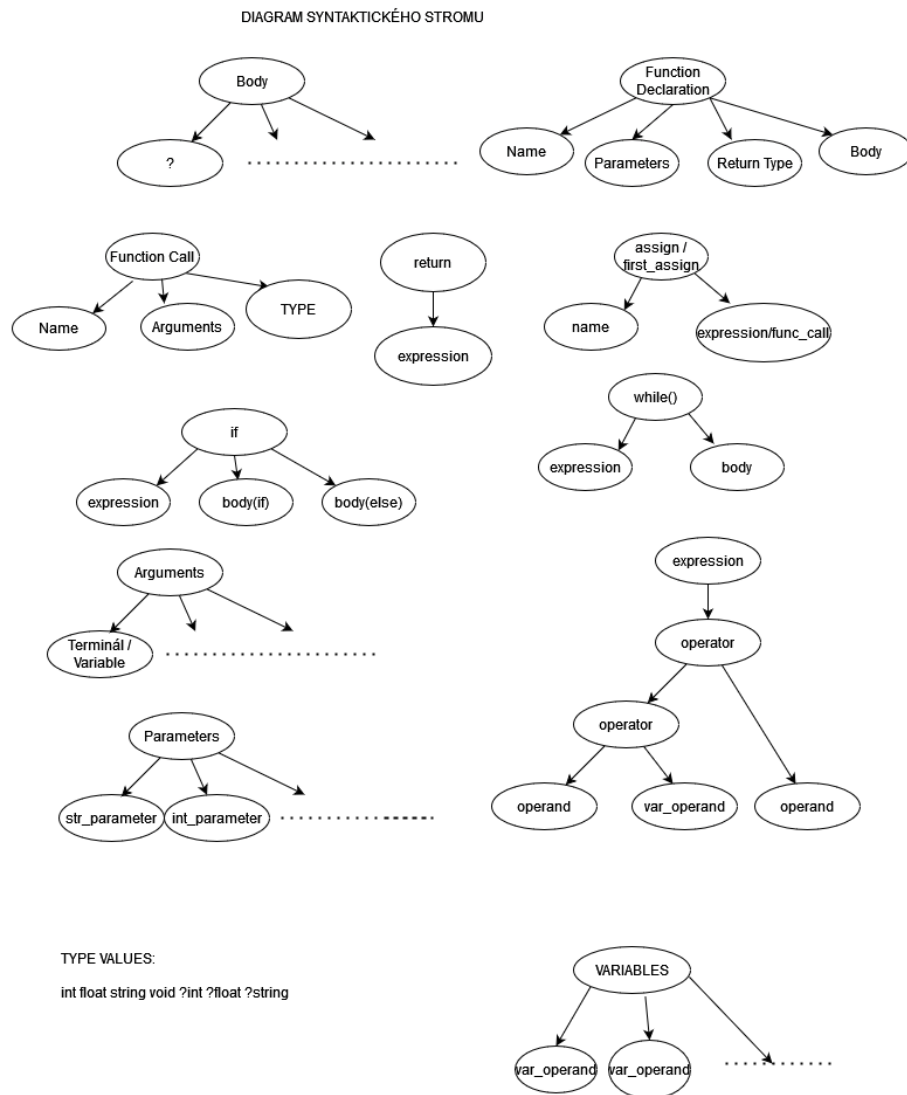 DIAGRAM SYNTAKTICKÉHO STROMU
Body
?
Function
Declaration
Name
Parameters
Return Type
Body
Function Call
Name
Arguments
TYPE
return
expression
assign /
first_assign
name
expression/func_call
while()
expression
body
if
expression
body(if)
body(else)
Arguments
Terminál /
Variable
expression
operator
operator
operand
var_operand
operand
Parameters
str_parameter
int_parameter
TYPE VALUES:
int float string void ?int ?float ?string
VARIABLES
var_operand
var_operand